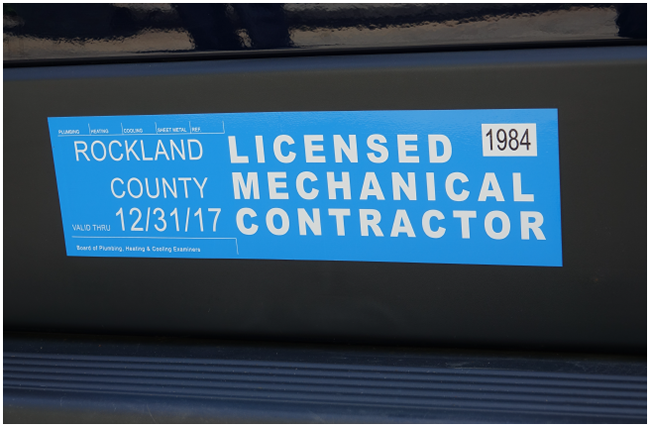 PLUMBING HEATING COOLING SHEET METAL REF.
ROCKLAND
COUNTY
VALID THRU 12/31/17
Board of Plumbing, Heating & Cooling Examiners
LICENSED
MECHANICAL
CONTRACTOR
1984